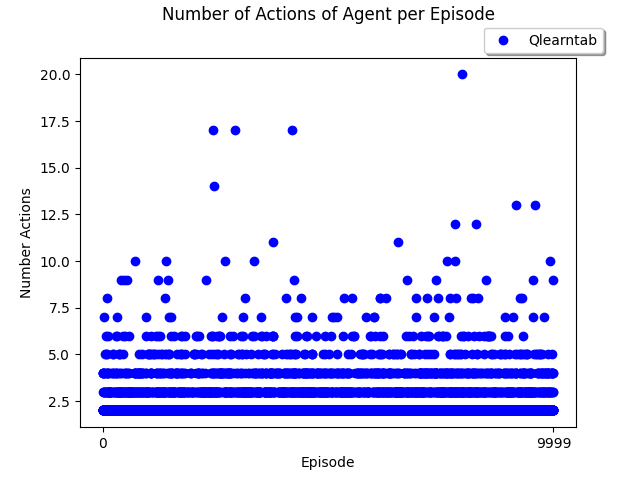 Number of Actions of Agent per Episode
Qlearntab
20.0
17.5
15.0
12.5
10.0
7.5
5.0
2.5
Number Actions
0
9999
Episode